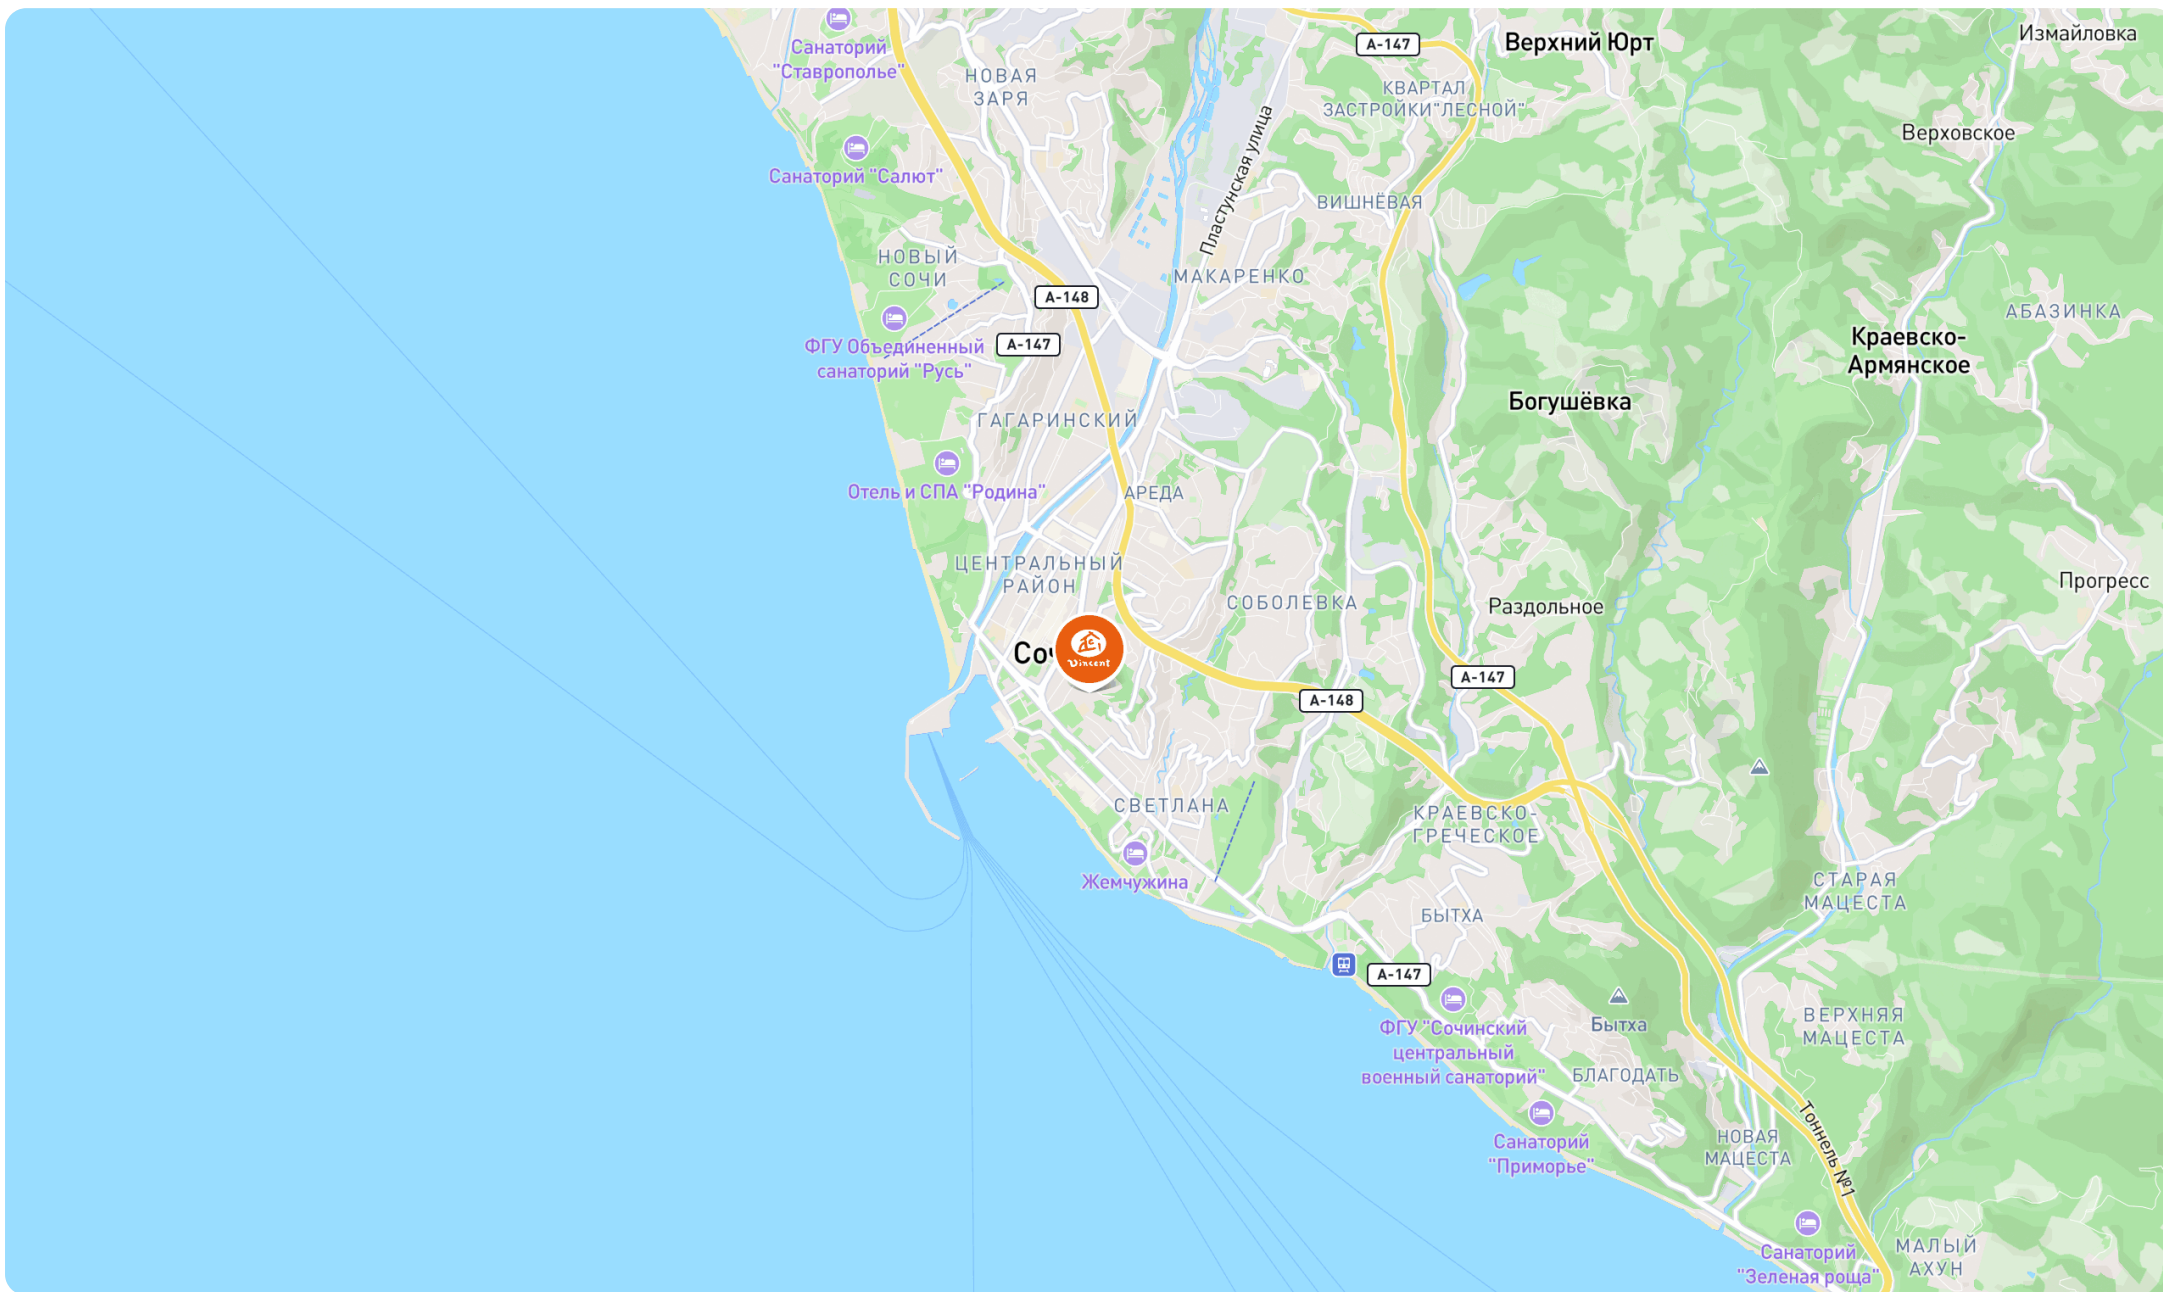 Санаторий
"Ставрополье"
НОВАЯ
ЗАРЯ
А-147
Верхний Юрт
Измайловка
КВАРТАЛ
ЗАСТРОЙКИ"ЛЕСНОЙ"
Верховское
Санаторий "Салют"
Пластунская улица
ВИШНЁВАЯ
НОВЫЙ
СОЧИ
МАКАРЕНКО
А-148
АБАЗИНКА
А-147
ФГУ Объединенный
санаторий "Русь"
Краевско-
Армянское
Богушёвка
ГАГАРИНСКИЙ
Отель и СПА "Родина"
АРЕДА
ЦЕНТРАЛЬНЫЙ
РАЙОН
Прогресс
СОБОЛЕВКА
Раздольное
Соч
Vincent
А-147
А-148
СВЕТЛАНА
КРАЕВСКО-
ГРЕЧЕСКОЕ
Жемчужина
СТАРАЯ
МАЦЕСТА
БЫТХА
А-147
ФГУ "Сочинский
центральный
военный санаторий"
Бытха
ВЕРХНЯЯ
МАЦЕСТА
БЛАГОДАТЬ
Санаторий
"Приморье"
НОВАЯ
МАЦЕСТА
Тоннель №1
Санаторий
"Зеленая роща"
МАЛЫЙ
АХУН